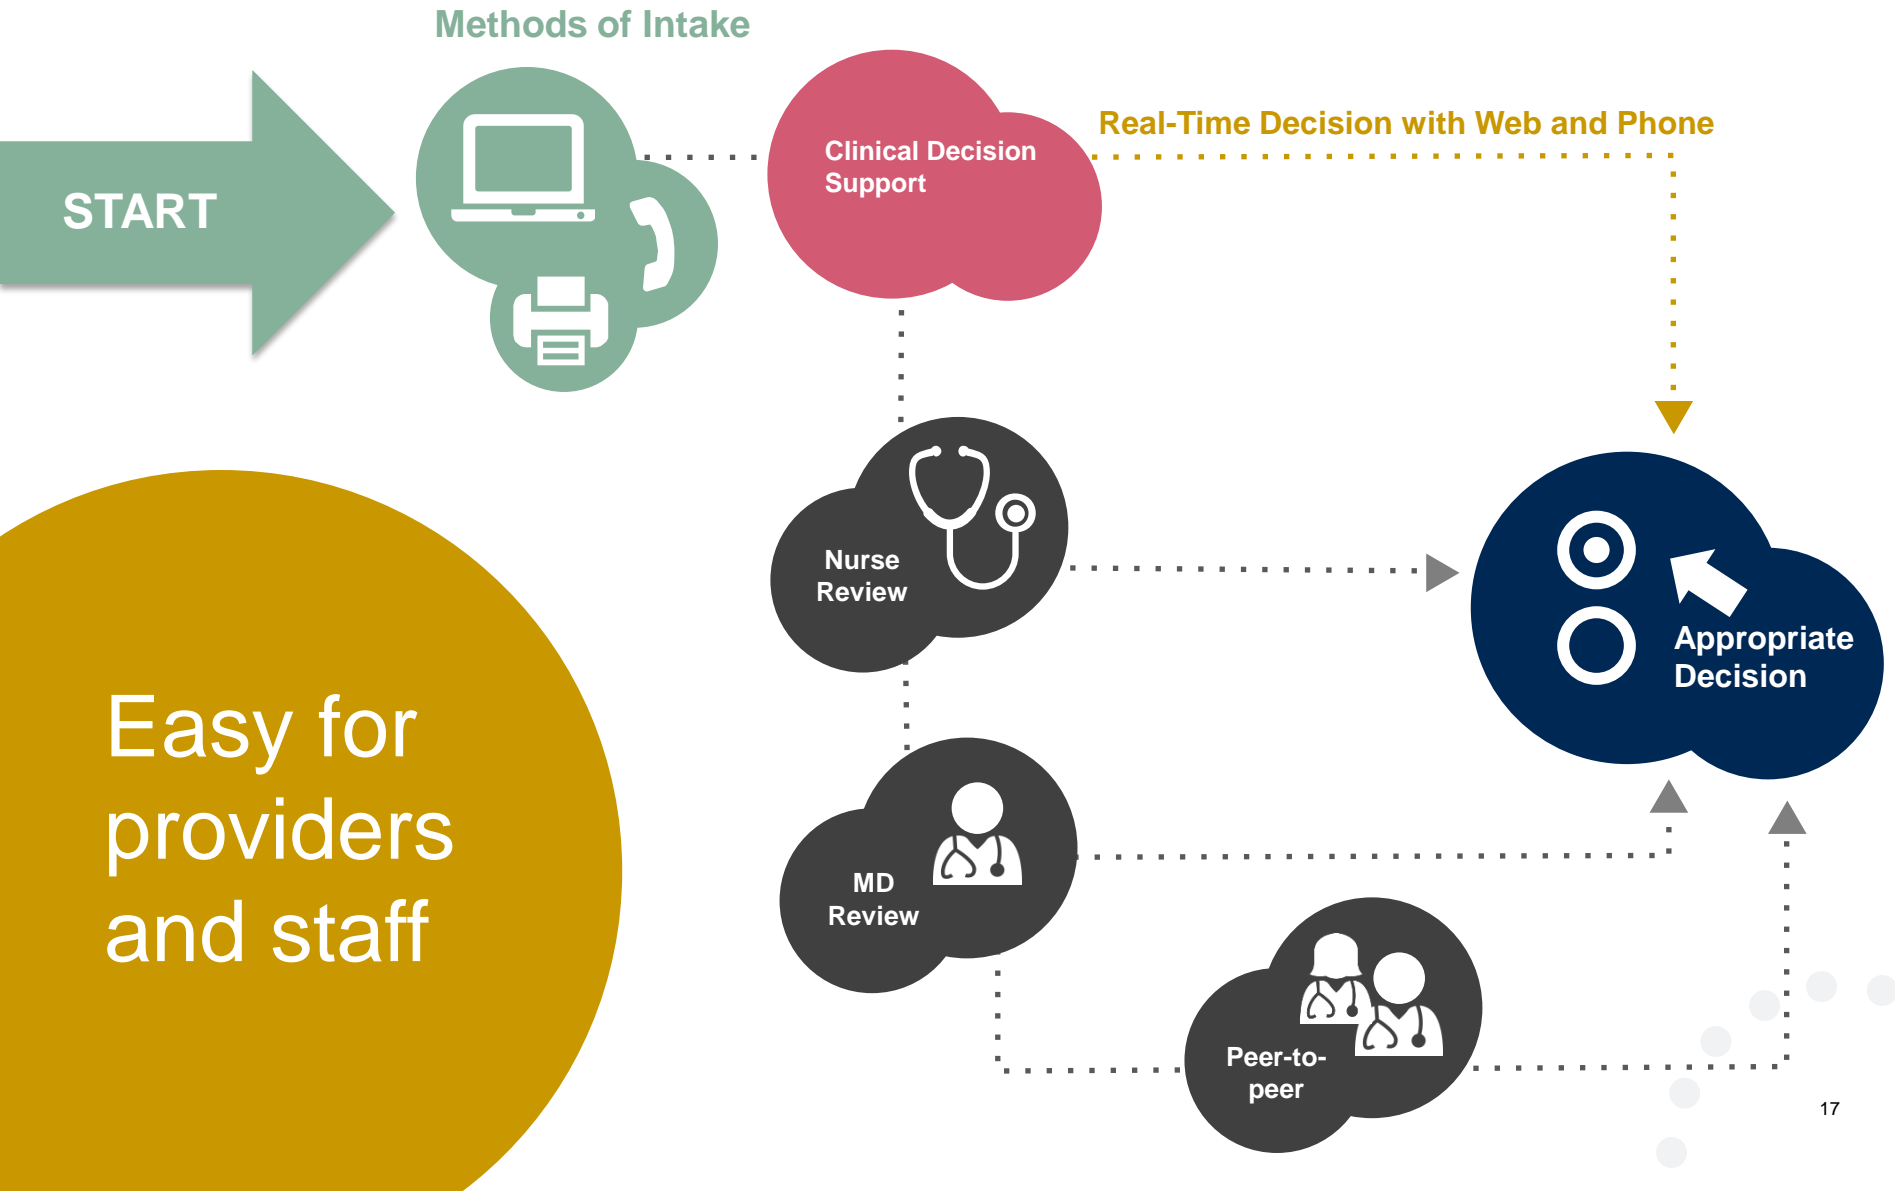 Methods of Intake
START
Clinical Decision
Support
Real-Time Decision with Web and Phone
Nurse
Review
Appropriate
Decision
Easy for
providers
and staff
MD
Review
Peer-to-
peer
17